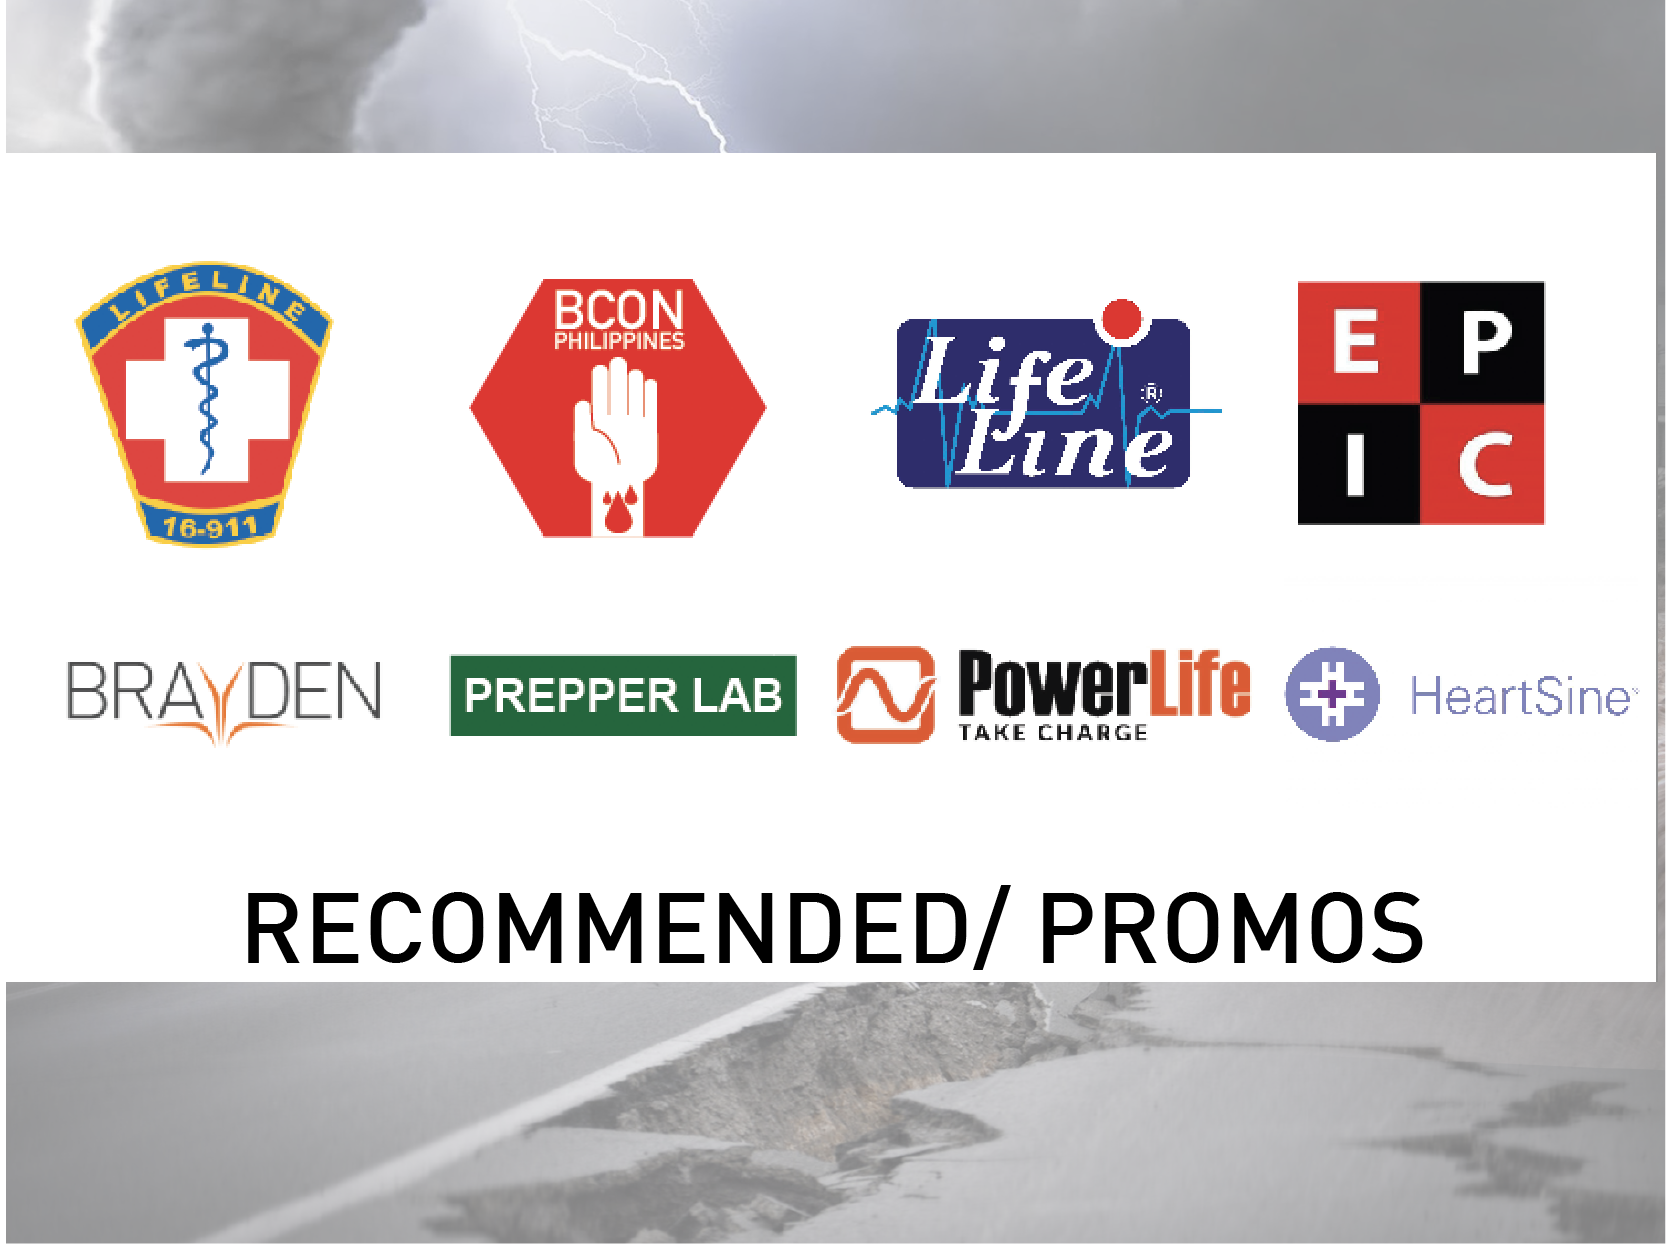 LIFELINE
16-911
BCON
PHILIPPINES
Life
Line
®
E P
I C
BRAYDEN
PREPPER LAB
PowerLife
TAKE CHARGE
HeartSine
RECOMMENDED/ PROMOS